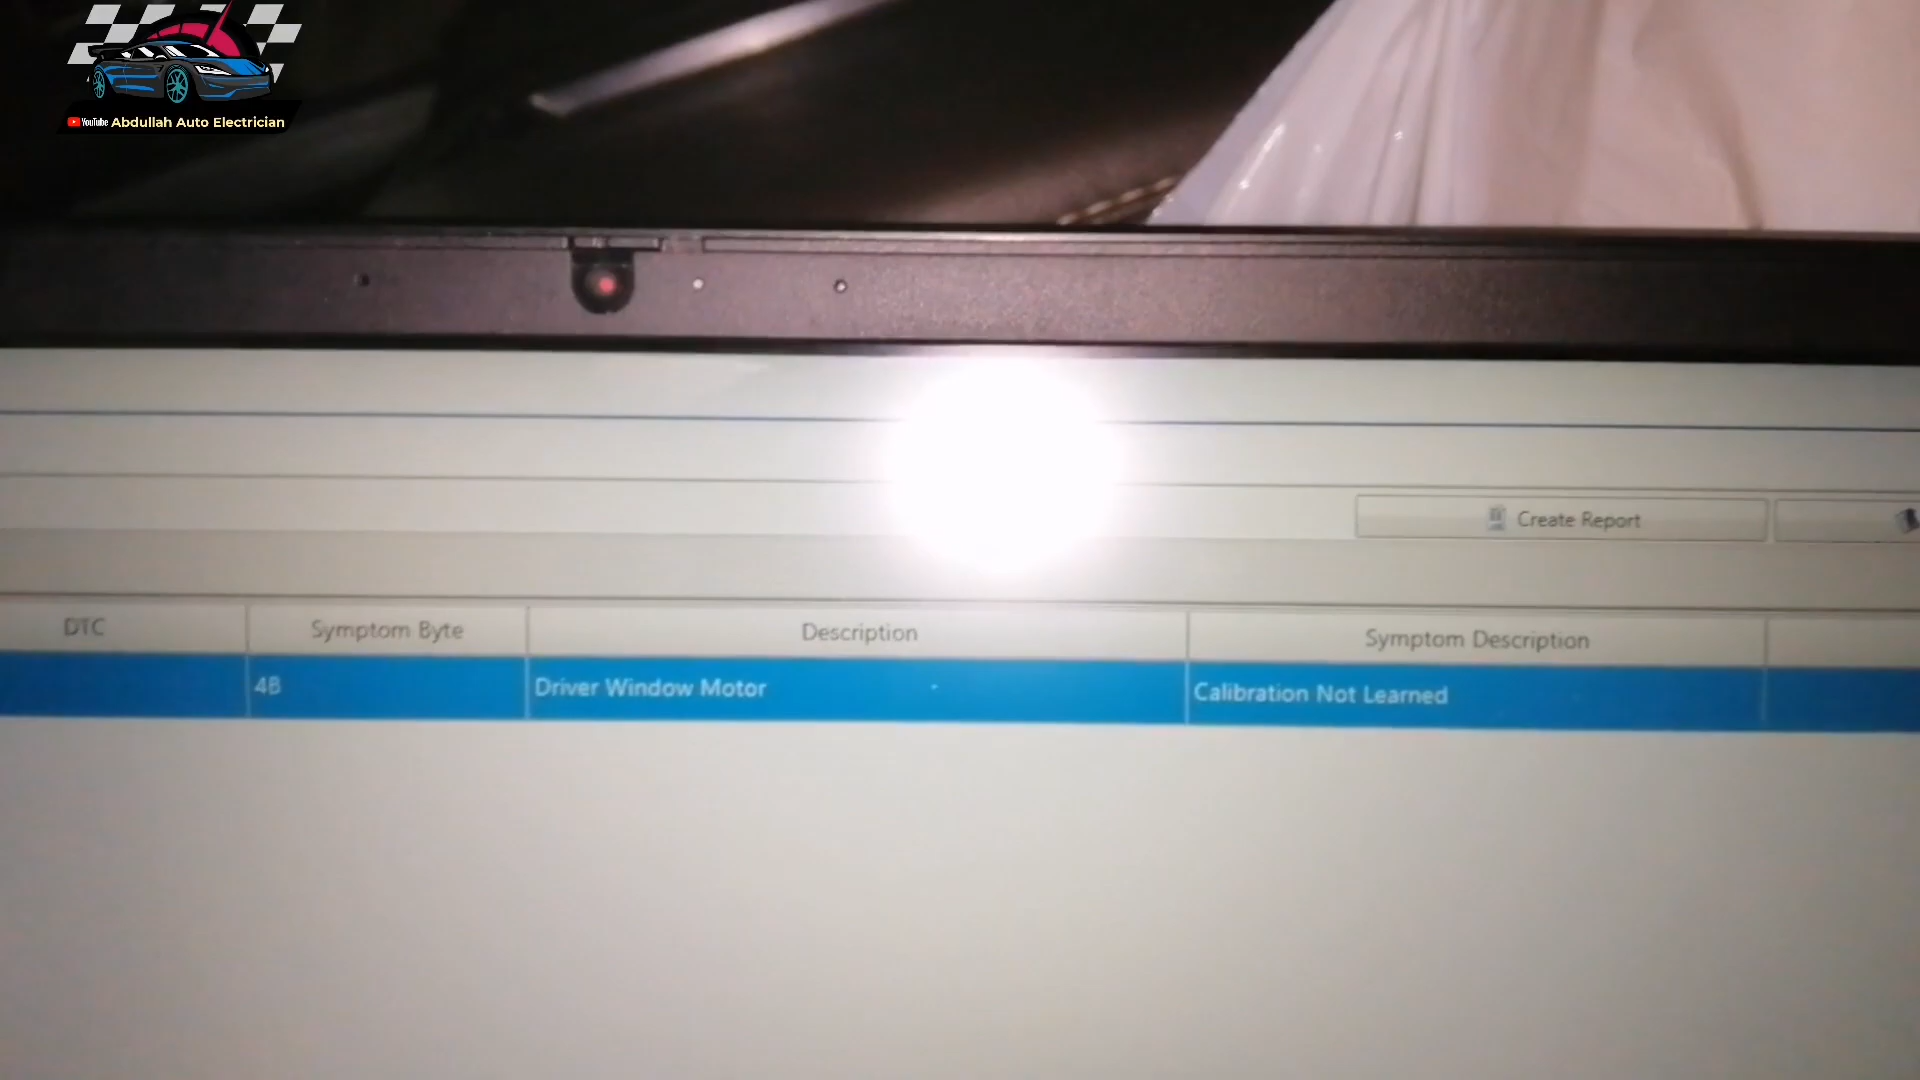 YouTube Abdullah Auto Electrician
Create Report
DTC Symptom Byte Description Symptom Description
4B Driver Window Motor Calibration Not Learned